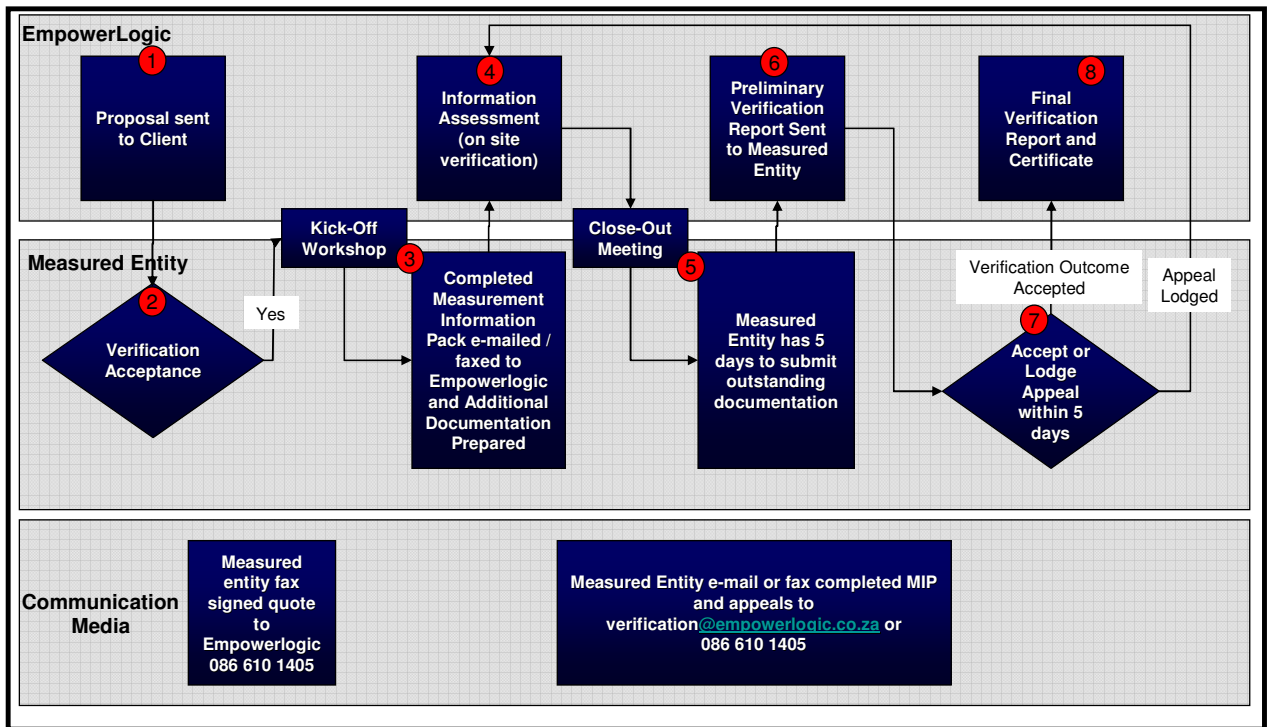 EmpowerLogic
1
Proposal sent
to Client
4
Information
Assessment
(on site
verification)
6
Preliminary
Verification
Report Sent
to Measured
Entity
8
Final
Verification
Report and
Certificate
Kick-Off
Workshop
Close-Out
Meeting
Measured Entity
2
Verification
Acceptance
Yes
3
Completed
Measurement
Information
Pack e-mailed /
faxed to
Empowerlogic
and Additional
Documentation
Prepared
5
Measured
Entity has 5
days to submit
outstanding
documentation
Verification Outcome
Accepted
Appeal
Lodged
7
Accept or
Lodge
Appeal
within 5
days
Communication
Media
Measured
entity fax
signed quote
to
Empowerlogic
086 610 1405
Measured Entity e-mail or fax completed MIP
and appeals to
verification@empowerlogic.co.za or
086 610 1405